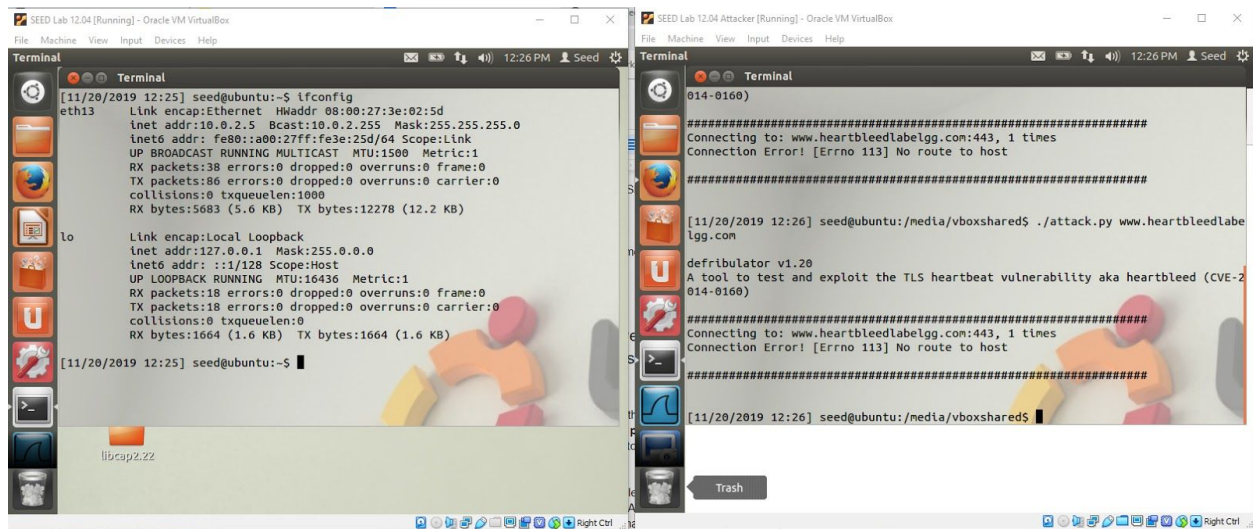 SEED Lab 12.04 [Running] - Oracle VM VirtualBox
File Machine View Input Devices Help
Terminal
12:26 PM Seed
Terminal
[11/20/2019 12:25] seed@ubuntu:~$ ifconfig
eth13 Link encap:Ethernet HWaddr 08:00:27:3e:02:5d
inet addr:10.0.2.5 Bcast:10.0.2.255 Mask:255.255.255.0
inet6 addr: fe80::a00:27ff:fe3e:25d/64 Scope:Link
UP BROADCAST RUNNING MULTICAST MTU:1500 Metric:1
RX packets:38 errors:0 dropped:0 overruns:0 frame:0
TX packets:86 errors:0 dropped:0 overruns:0 carrier:0
collisions:0 txqueuelen:1000
RX bytes:5683 (5.6 KB) TX bytes:12278 (12.2 KB)
lo Link encap:Local Loopback
inet addr:127.0.0.1 Mask:255.0.0.0
inet6 addr: ::1/128 Scope:Host
UP LOOPBACK RUNNING MTU:16436 Metric:1
RX packets:18 errors:0 dropped:0 overruns:0 frame:0
TX packets:18 errors:0 dropped:0 overruns:0 carrier:0
collisions:0 txqueuelen:0
RX bytes:1664 (1.6 KB) TX bytes:1664 (1.6 KB)
[11/20/2019 12:25] seed@ubuntu:~$
libcap2.22
Right Ctrl
SEED Lab 12.04 Attacker [Running] - Oracle VM VirtualBox
File Machine View Input Devices Help
Terminal
12:26 PM Seed
Terminal
014-0160)
##################################################################
Connecting to: www.heartbleedlabelgg.com:443, 1 times
Connection Error! [Errno 113] No route to host
##################################################################
[11/20/2019 12:26] seed@ubuntu:/media/vboxshared$ ./attack.py www.heartbleedlabe
lgg.com
defribulator v1.20
A tool to test and exploit the TLS heartbeat vulnerability aka heartbleed (CVE-2
014-0160)
##################################################################
Connecting to: www.heartbleedlabelgg.com:443, 1 times
Connection Error! [Errno 113] No route to host
##################################################################
[11/20/2019 12:26] seed@ubuntu:/media/vboxshared$
Trash
Right Ctrl